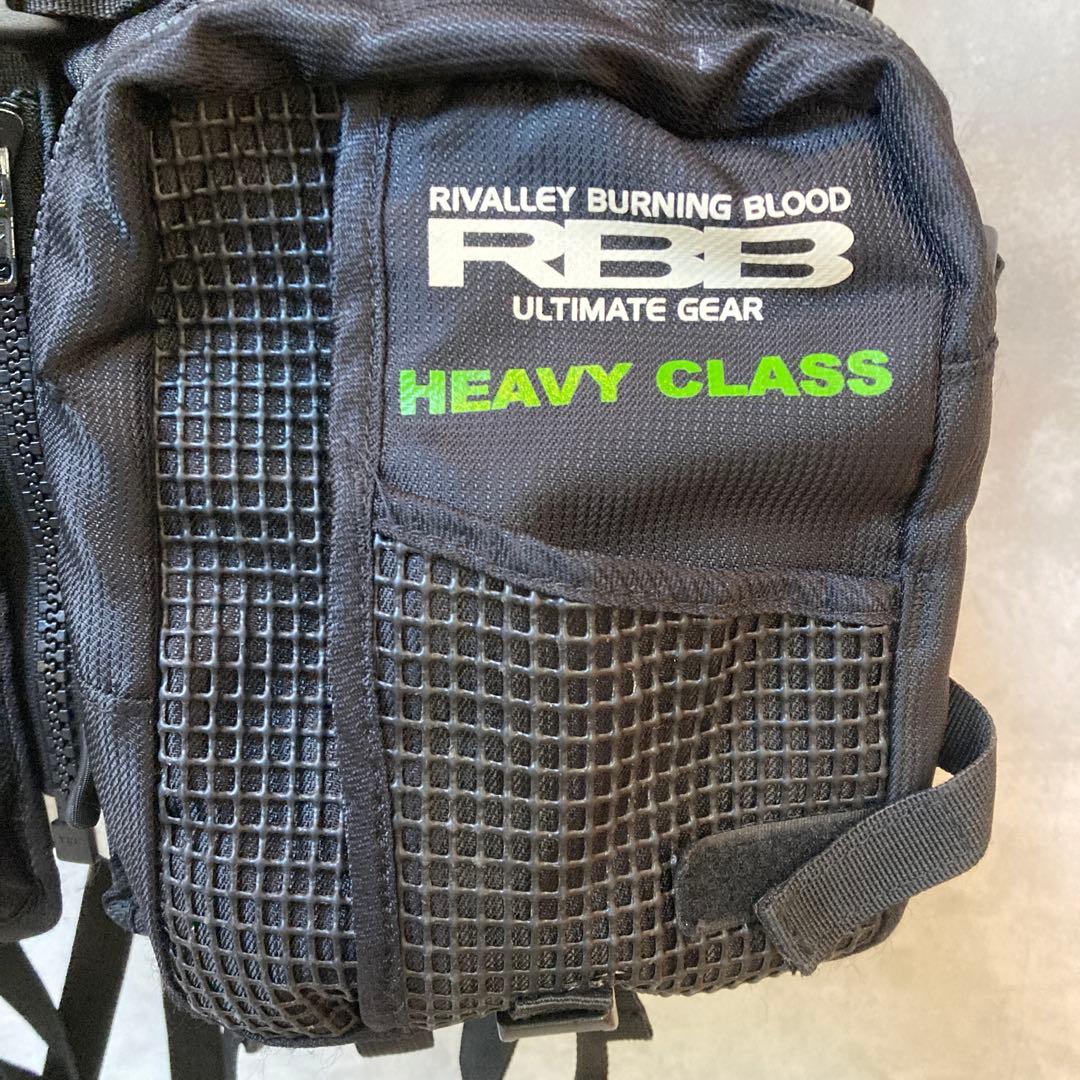 RIVALLEY BURNING BLOOD
RBB
ULTIMATE GEAR
HEAVY CLASS